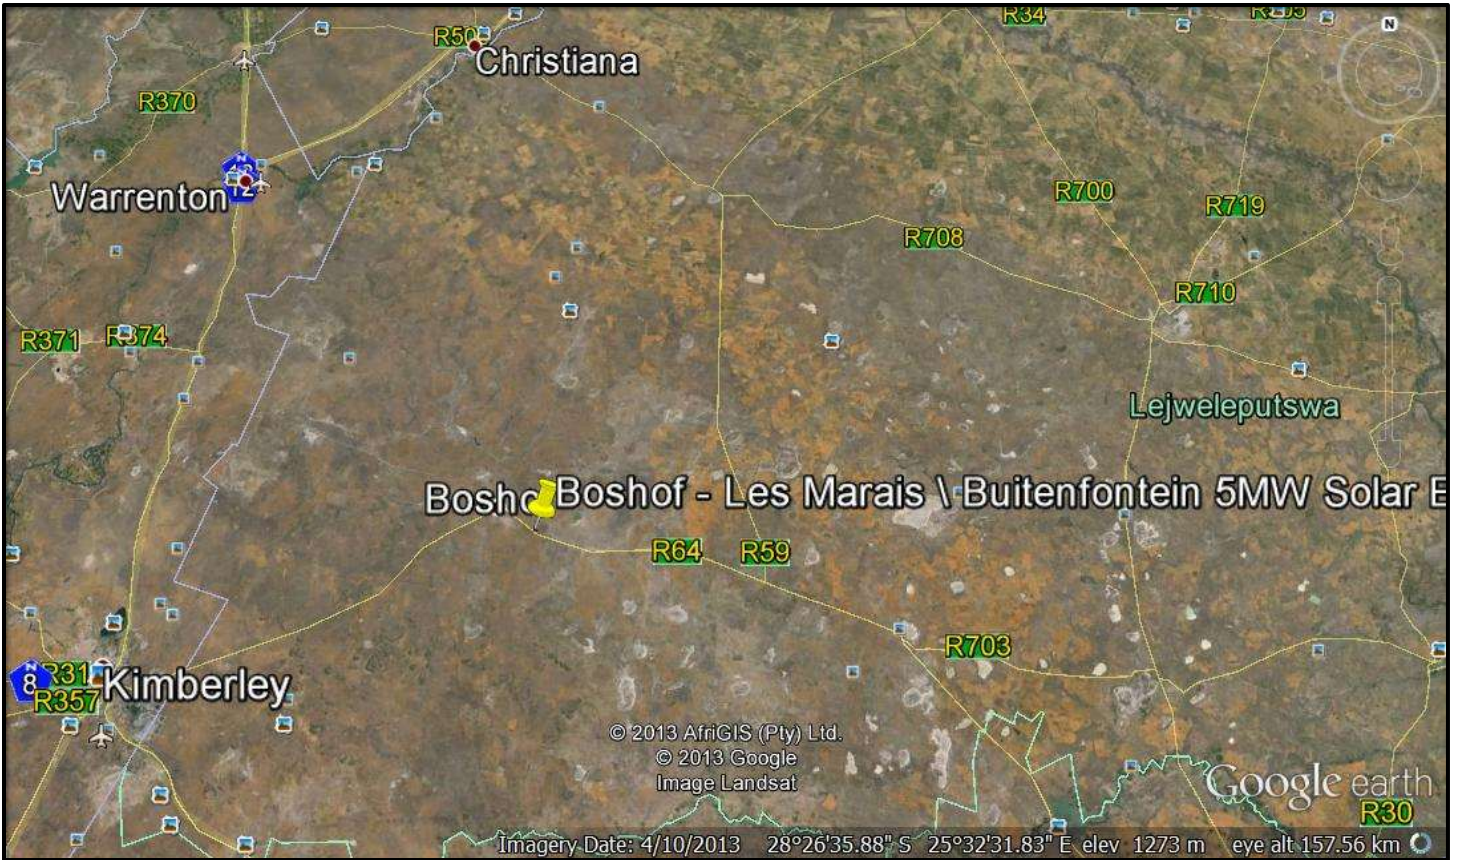 R34
R50
Christiana
N
R370
Warrenton
N
12
R700
R719
R708
R710
R371
R374
Lejweleputswa
Boshof - Les Marais \ Buitenfontein 5MW Solar
R64
R59
R703
N
8
R31
R357
Kimberley
© 2013 AfriGIS (Pty) Ltd.
© 2013 Google
Image Landsat
Google earth
R30
Imagery Date: 4/10/2013 28°26'35.88" S 25°32'31.83" E elev 1273 m eye alt 157.56 km